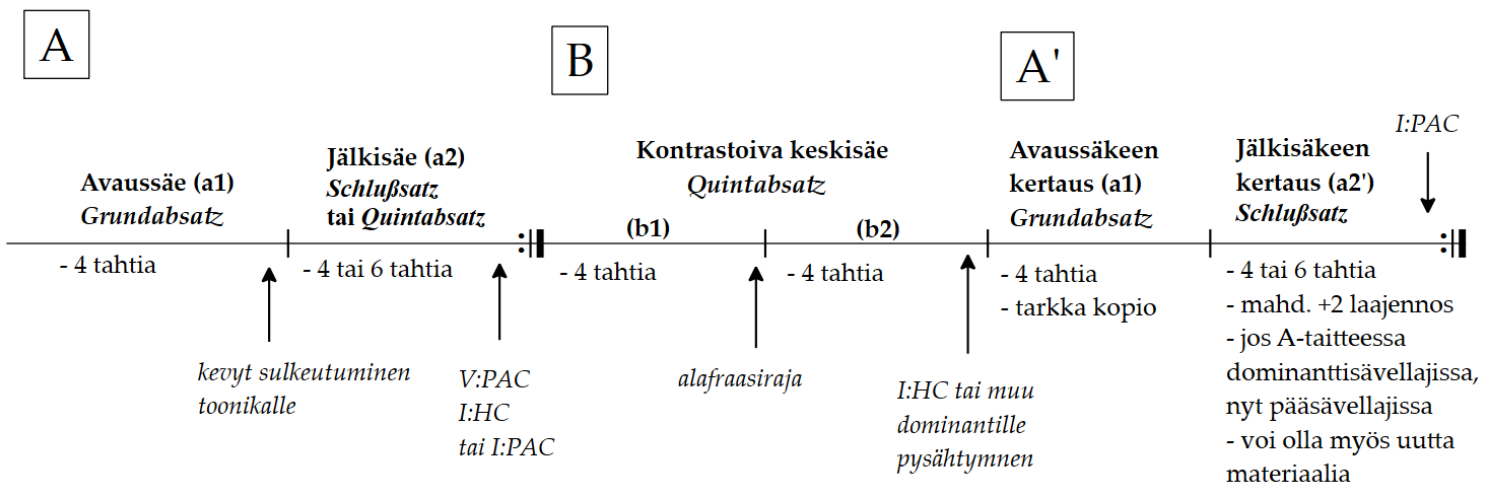 A
B
A'
Avaussäe (a1)
Grundabsatz
Jälkisäe (a2)
Schlußsatz
tai Quintabsatz
Kontrastoiva keskisäe
Quintabsatz
(b1)
(b2)
Avaussäkeen
kertaus (a1)
Grundabsatz
Jälkisäkeen
kertaus (a2')
Schlußsatz
I:PAC
- 4 tahtia
- 4 tai 6 tahtia
- 4 tahtia
- 4 tahtia
- 4 tahtia
- tarkka kopio
- 4 tai 6 tahtia
- mahd. +2 laajennos
- jos A-taitteessa
dominanttisävellajissa,
nyt pääsävellajissa
- voi olla myös uutta
materiaalia
kevyt sulkeutuminen
toonikalle
V:PAC
I:HC
tai I:PAC
alafraasiraja
I:HC tai muu
dominantille
pysähtymnen